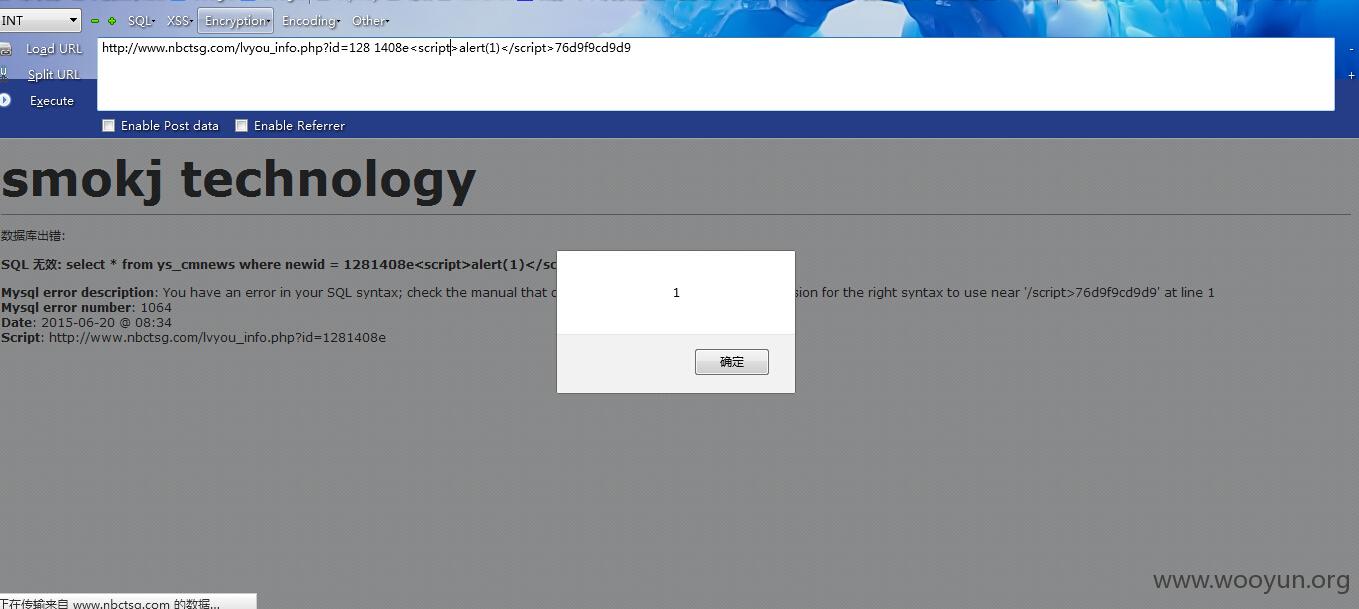 INT SQL XSS Encryption Encoding Other
Load URL
http://www.nbctsg.com/lvyou_info.php?id=128 1408e<script>alert(1)</script>76d9f9cd9d9
Split URL
Execute
Enable Post data Enable Referrer
smokj technology
数据库出错:
SQL 无效: select * from ys_cmnews where newid = 1281408e<script>alert(1)</sc
Mysql error description: You have an error in your SQL syntax; check the manual that sion for the right syntax to use near '/script>76d9f9cd9d9' at line 1
Mysql error number: 1064
Date: 2015-06-20 @ 08:34
Script: http://www.nbctsg.com/lvyou_info.php?id=1281408e
1
确定
www.wooyun.org
正在传输来自 www.nbctsg.com 的数据...